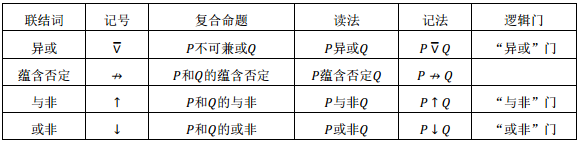 联结词 记号 复合命题 读法 记法 逻辑门
异或 ∇̅ P不可兼或Q P异或Q P ∇̅ Q “异或”门
蕴含否定 ↛ P和Q的蕴含否定 P蕴含否定Q P ↛ Q
与非 ↑ P和Q的与非 P与非Q P ↑ Q “与非”门
或非 ↓ P和Q的或非 P或非Q P ↓ Q “或非”门